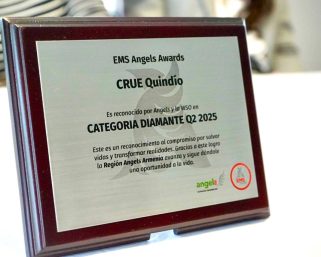 EMS Angels Awards
CRUE Quindio
Es reconocido por Angels y la WSO en
CATEGORIA DIAMANTE Q2 2025
Este es un reconocimiento al compromiso por salvar
vidas y transformar realidades. Gracias a este logro
la Región Angels Armenia avanza y sigue dándole
una oportunidad a la vida.
angels